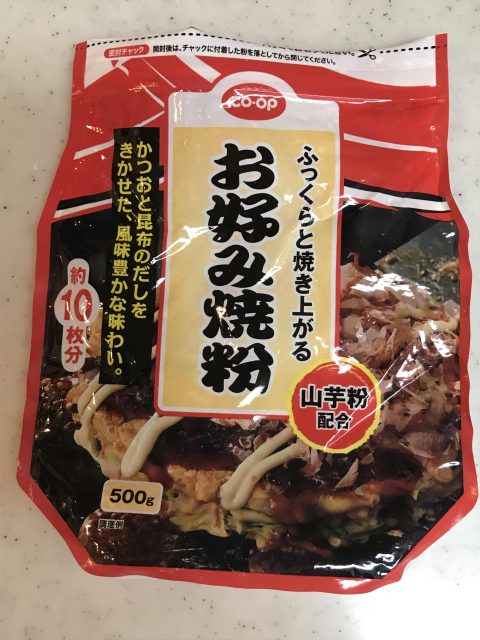 密封チャック
開封後は、チャックに付着した粉を落としてから閉じてください。
CO・OP
ふっくらと焼き上がる
お好み焼粉
かつおと昆布のだしを
きかせた、風味豊かな味わい。
約
10
枚分
山芋粉
配合
500g
調理例